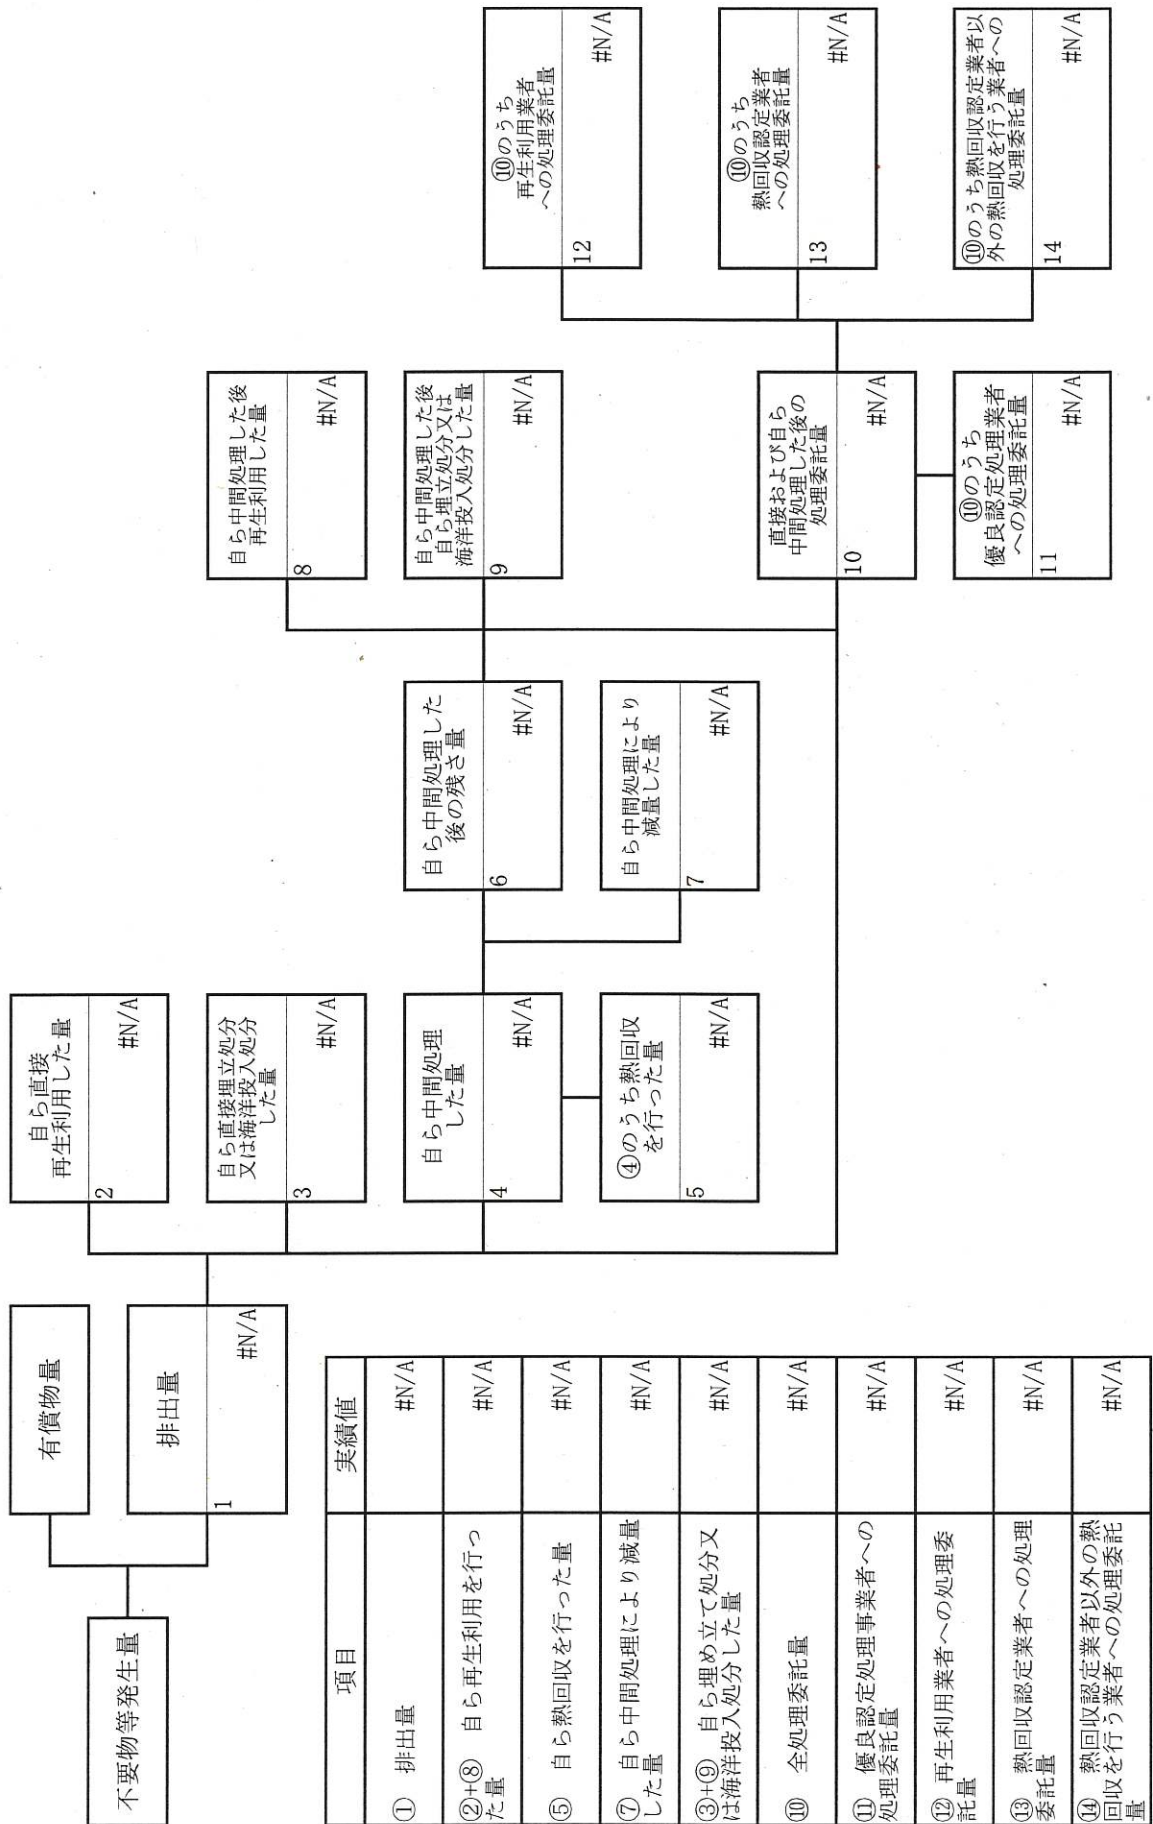 不要物等発生量
有償物量
排出量
1
#N/A
自ら直接
再生利用した量
2
#N/A
自ら直接埋立処分
又は海洋投入処分
した量
3
#N/A
自ら中間処理
した量
4
#N/A
④のうち熱回収
を行った量
5
#N/A
自ら中間処理した
後の残さ量
6
#N/A
自ら中間処理により
減量した量
7
#N/A
自ら中間処理した後
再生利用した量
8
#N/A
自ら中間処理した後
自ら埋立処分又は
海洋投入処分した量
9
#N/A
直接および自ら
中間処理した後の
処理委託量
10
#N/A
⑩のうち
優良認定処理業者
への処理委託量
11
#N/A
⑩のうち
再生利用業者
への処理委託量
12
#N/A
⑩のうち
熱回収認定業者
への処理委託量
13
#N/A
⑩のうち熱回収認定業者以
外の熱回収を行う業者への
処理委託量
14
#N/A
項目 実績値
① 排出量 #N/A
②+⑧ 自ら再生利用を行っ
た量 #N/A
⑤ 自ら熱回収を行った量 #N/A
⑦ 自ら中間処理により減量
した量 #N/A
③+⑨ 自ら埋め立て処分又
は海洋投入処分した量 #N/A
⑩ 全処理委託量 #N/A
⑪ 優良認定処理事業者への
処理委託量 #N/A
⑫ 再生利用業者への処理委
託量 #N/A
⑬ 熱回収認定業者への処理
委託量 #N/A
⑭ 熱回収認定業者以外の熱
回収を行う業者への処理委託
量 #N/A